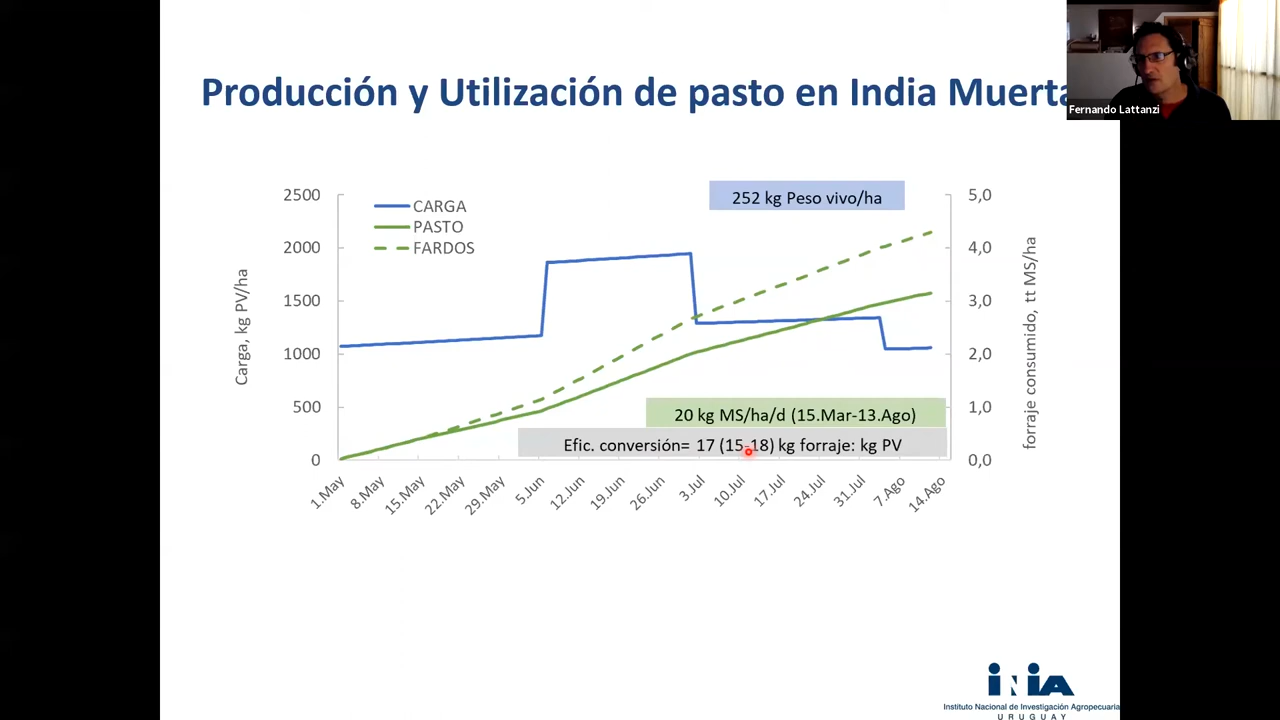 Producción y Utilización de pasto en India Muerta
Fernando Lattanzi
252 kg Peso vivo/ha
CARGA
PASTO
FARDOS
Carga, kg PV/ha
2500
2000
1500
1000
500
0
forraje consumido, tt MS/ha
5,0
4,0
3,0
2,0
1,0
0,0
20 kg MS/ha/d (15.Mar-13.Ago)
Efic. conversión= 17 (15-18) kg forraje: kg PV
1.May
8.May
15.May
22.May
29.May
5.Jun
12.Jun
19.Jun
26.Jun
3.Jul
10.Jul
17.Jul
24.Jul
31.Jul
7.Ago
14.Ago
INIA
Instituto Nacional de Investigación Agropecuaria
URUGUAY